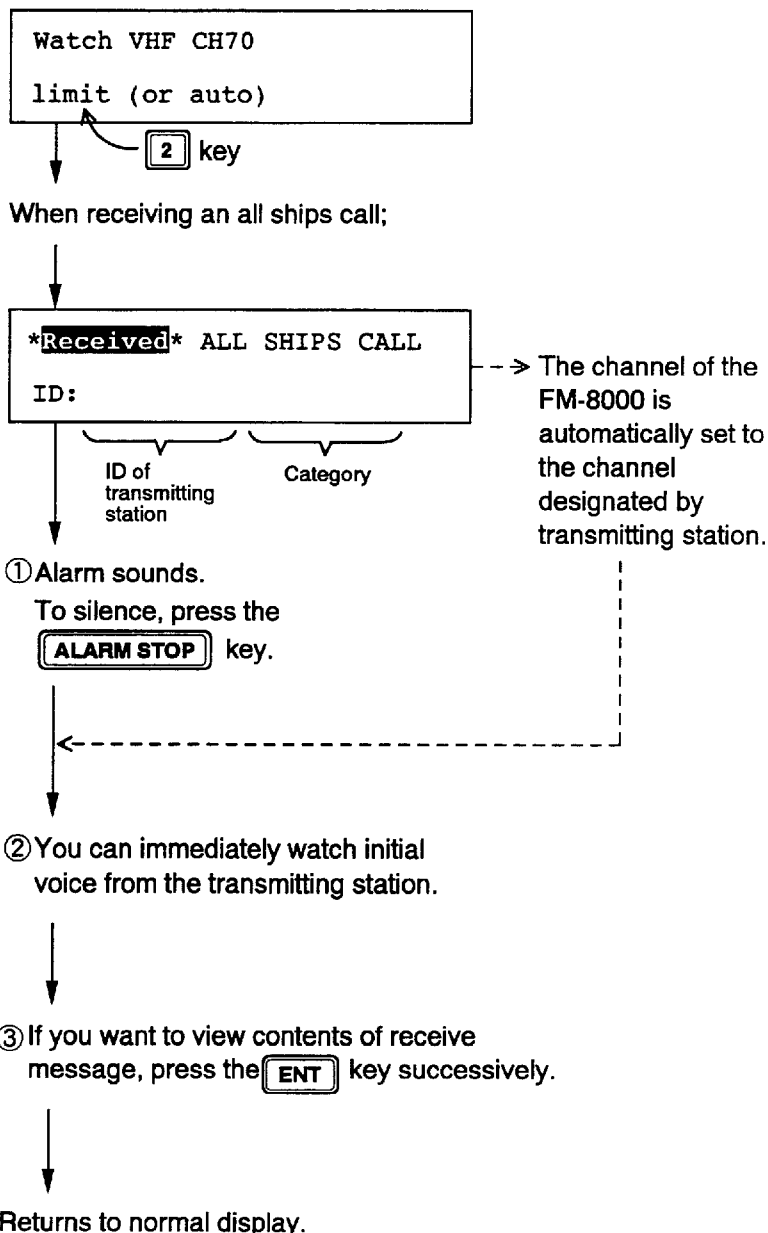 Watch VHF CH70
limit (or auto)
2 key
When receiving an all ships call;
*Received* ALL SHIPS CALL
ID:
ID of
transmitting
station
Category
The channel of the
FM-8000 is
automatically set to
the channel
designated by
transmitting station.
①Alarm sounds.
To silence, press the
ALARM STOP key.
②You can immediately watch initial
voice from the transmitting station.
③If you want to view contents of receive
message, press the ENT key successively.
Returns to normal display.